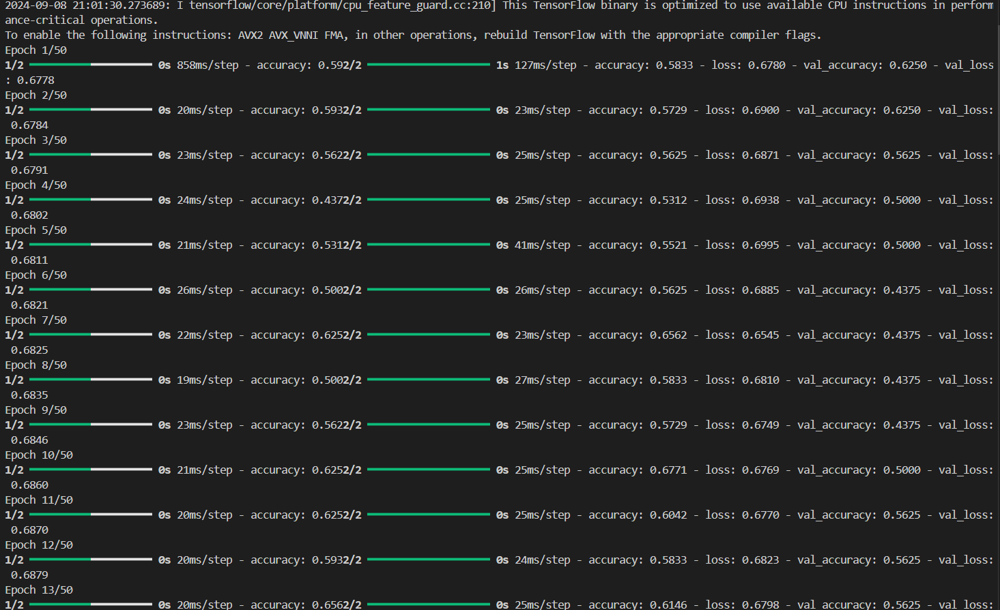 2024-09-08 21:01:30.273689: I tensorflow/core/platform/cpu_feature_guard.cc:210] This TensorFlow binary is optimized to use available CPU instructions in perform
ance-critical operations.
To enable the following instructions: AVX2 AVX_VNNI FMA, in other operations, rebuild TensorFlow with the appropriate compiler flags.
Epoch 1/50
1/2 0s 858ms/step - accuracy: 0.592/2 1s 127ms/step - accuracy: 0.5833 - loss: 0.6780 - val_accuracy: 0.6250 - val_loss
: 0.6778
Epoch 2/50
1/2 0s 20ms/step - accuracy: 0.5932/2 0s 23ms/step - accuracy: 0.5729 - loss: 0.6900 - val_accuracy: 0.6250 - val_loss:
0.6784
Epoch 3/50
1/2 0s 23ms/step - accuracy: 0.5622/2 0s 25ms/step - accuracy: 0.5625 - loss: 0.6871 - val_accuracy: 0.5625 - val_loss:
0.6791
Epoch 4/50
1/2 0s 24ms/step - accuracy: 0.4372/2 0s 25ms/step - accuracy: 0.5312 - loss: 0.6938 - val_accuracy: 0.5000 - val_loss:
0.6802
Epoch 5/50
1/2 0s 21ms/step - accuracy: 0.5312/2 0s 41ms/step - accuracy: 0.5521 - loss: 0.6995 - val_accuracy: 0.5000 - val_loss:
0.6811
Epoch 6/50
1/2 0s 26ms/step - accuracy: 0.5002/2 0s 26ms/step - accuracy: 0.5625 - loss: 0.6885 - val_accuracy: 0.4375 - val_loss:
0.6821
Epoch 7/50
1/2 0s 22ms/step - accuracy: 0.6252/2 0s 23ms/step - accuracy: 0.6562 - loss: 0.6545 - val_accuracy: 0.4375 - val_loss:
0.6825
Epoch 8/50
1/2 0s 19ms/step - accuracy: 0.5002/2 0s 27ms/step - accuracy: 0.5833 - loss: 0.6810 - val_accuracy: 0.4375 - val_loss:
0.6835
Epoch 9/50
1/2 0s 23ms/step - accuracy: 0.5622/2 0s 25ms/step - accuracy: 0.5729 - loss: 0.6749 - val_accuracy: 0.4375 - val_loss:
0.6846
Epoch 10/50
1/2 0s 21ms/step - accuracy: 0.6252/2 0s 25ms/step - accuracy: 0.6771 - loss: 0.6769 - val_accuracy: 0.5000 - val_loss:
0.6860
Epoch 11/50
1/2 0s 20ms/step - accuracy: 0.6252/2 0s 25ms/step - accuracy: 0.6042 - loss: 0.6770 - val_accuracy: 0.5625 - val_loss:
0.6870
Epoch 12/50
1/2 0s 20ms/step - accuracy: 0.5932/2 0s 24ms/step - accuracy: 0.5833 - loss: 0.6823 - val_accuracy: 0.5625 - val_loss:
0.6879
Epoch 13/50
1/2 0s 20ms/step - accuracy: 0.6562/2 0s 25ms/step - accuracy: 0.6146 - loss: 0.6798 - val_accuracy: 0.5625 - val_loss: